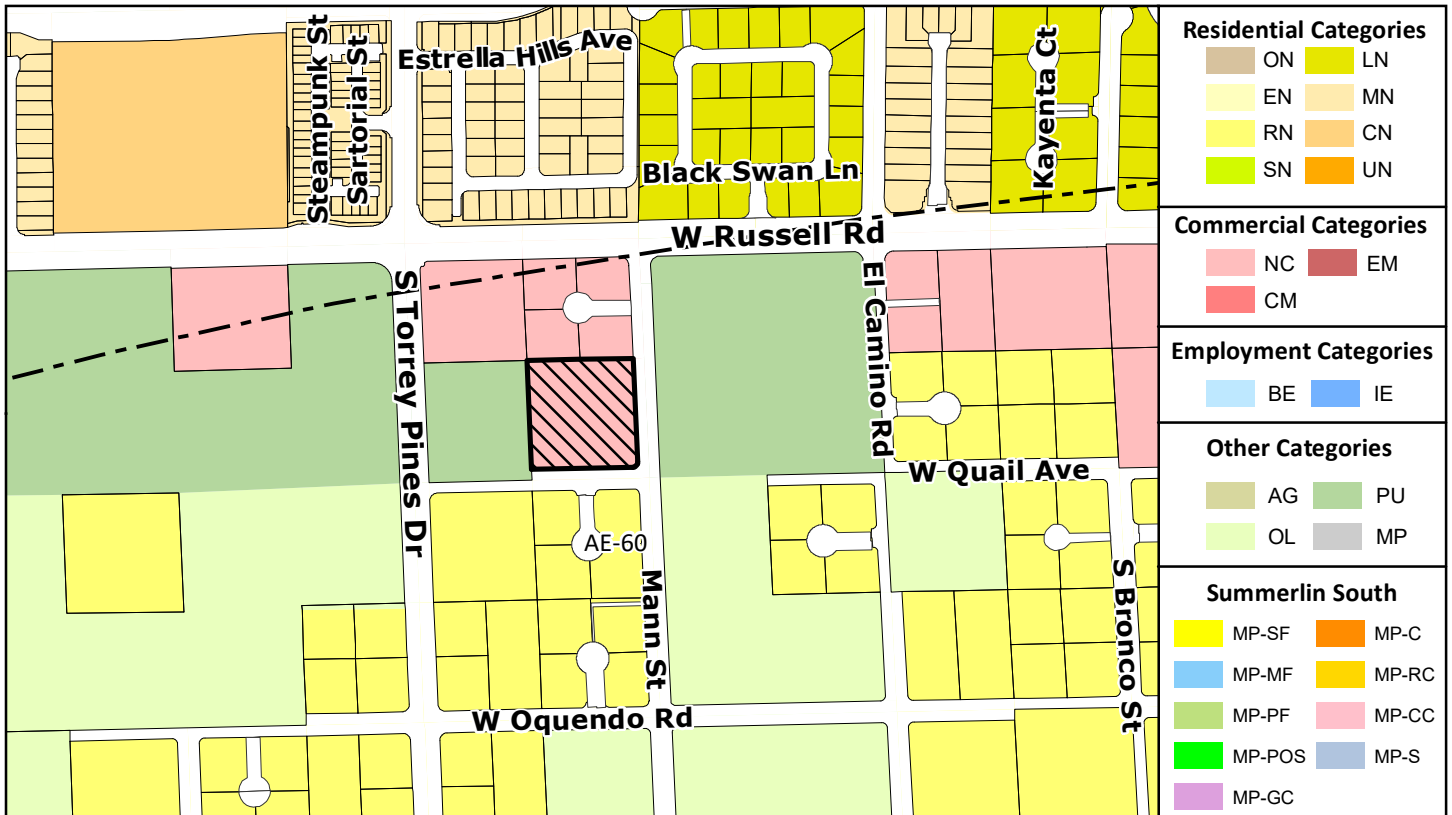 Steampunk St
Sartorial St
Estrella Hills Ave
Black Swan Ln
Kayenta Ct
W Russell Rd
S Torrey Pines Dr
El Camino Rd
W Quail Ave
AE-60
Mann St
S Bronco St
W Oquendo Rd
Residential Categories
ON LN
EN MN
RN CN
SN UN
Commercial Categories
NC EM
CM
Employment Categories
BE IE
Other Categories
AG PU
OL MP
Summerlin South
MP-SF MP-C
MP-MF MP-RC
MP-PF MP-CC
MP-POS MP-S
MP-GC